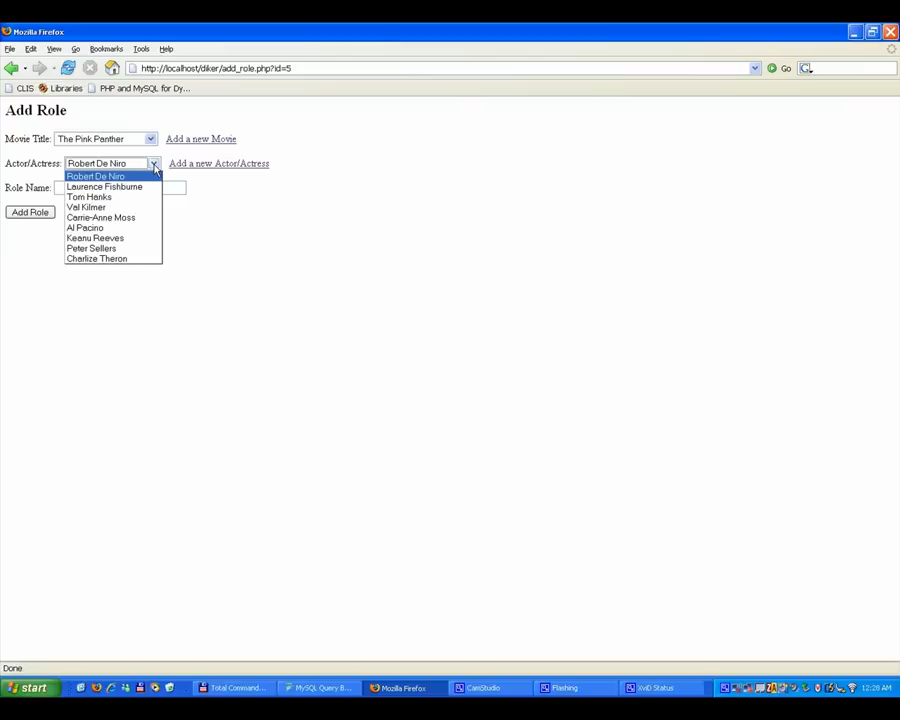 Mozilla Firefox
File Edit View Go Bookmarks Tools Help
http://localhost/diker/add_role.php?id=5 Go
CLIS Libraries PHP and MySQL for Dy...
Add Role
Movie Title: The Pink Panther Add a new Movie
Actor/Actress: Robert De Niro Add a new Actor/Actress
Robert De Niro
Laurence Fishburne
Role Name:
Tom Hanks
Val Kilmer
Add Role
Carrie-Anne Moss
Al Pacino
Keanu Reeves
Peter Sellers
Charlize Theron
Done
start Total Command... MySQL Query B... Mozilla Firefox CamStudio Flashing XviD Status 12:28 AM